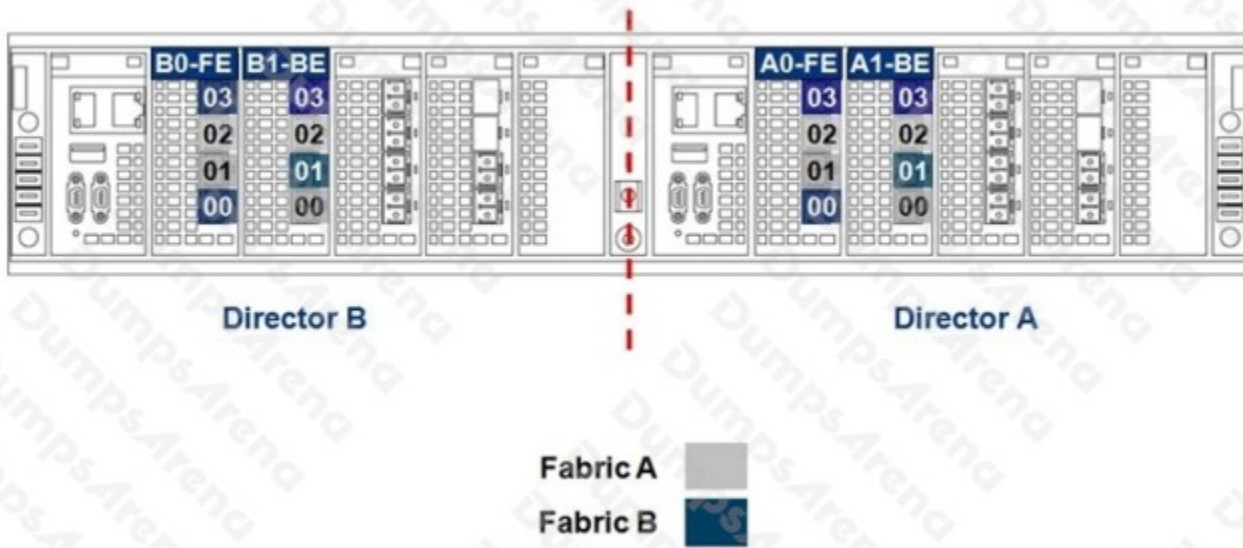 B0-FE B1-BE A0-FE A1-BE
03 03 03 03
02 02 02 02
01 01 01 01
00 00 00 00
Director B Director A
Fabric A
Fabric B
DumpsArena